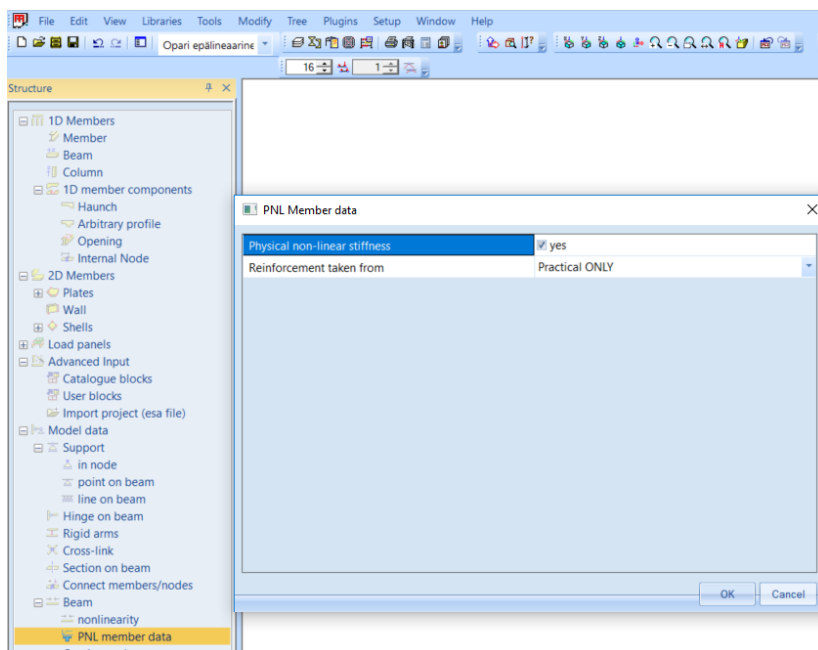 File Edit View Libraries Tools Modify Tree Plugins Setup Window Help
Opari epälineaarine
16 1
Structure
1D Members
Member
Beam
Column
1D member components
Haunch
Arbitrary profile
Opening
Internal Node
2D Members
Plates
Wall
Shells
Load panels
Advanced Input
Catalogue blocks
User blocks
Import project (esa file)
Model data
Support
in node
point on beam
line on beam
Hinge on beam
Rigid arms
Cross-link
Section on beam
Connect members/nodes
Beam
nonlinearity
PNL member data
PNL Member data
Physical non-linear stiffness yes
Reinforcement taken from Practical ONLY
OK Cancel